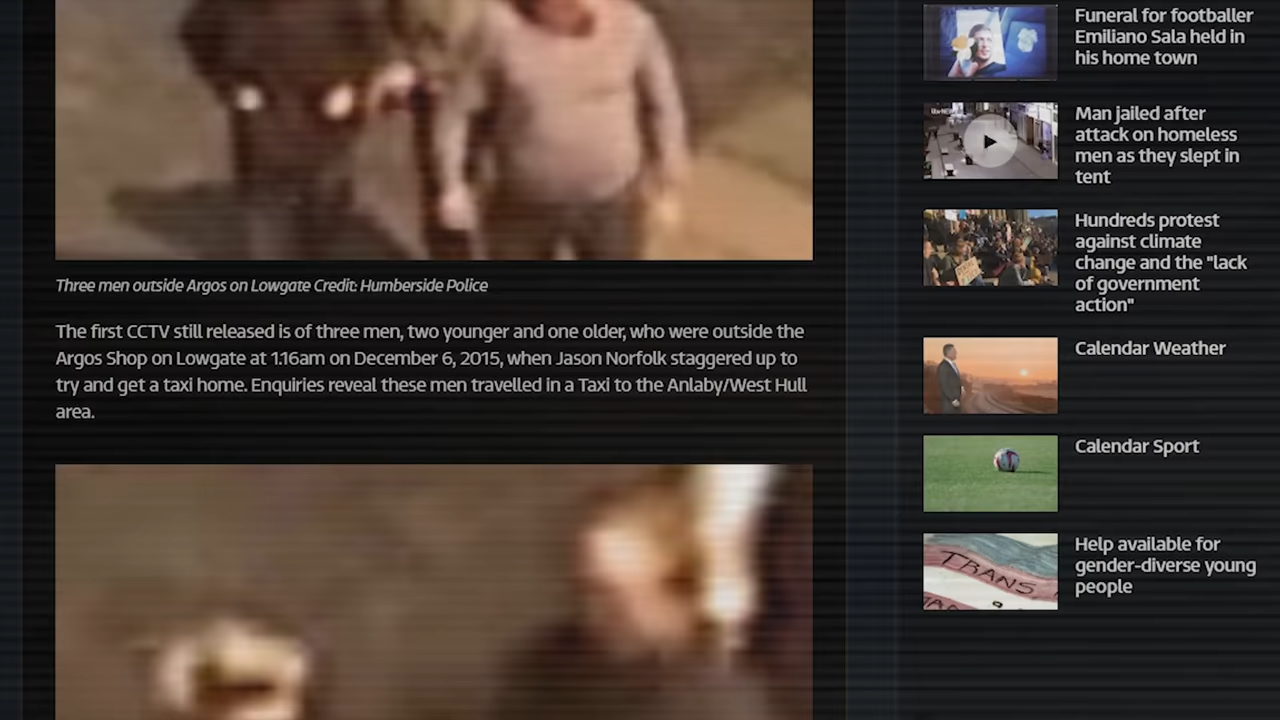 Three men outside Argos on Lowgate Credit: Humberside Police
The first CCTV still released is of three men, two younger and one older, who were outside the
Argos Shop on Lowgate at 1.16am on December 6, 2015, when Jason Norfolk staggered up to
try and get a taxi home. Enquiries reveal these men travelled in a Taxi to the Anlaby/West Hull
area.
Funeral for footballer
Emiliano Sala held in
his home town
Man jailed after
attack on homeless
men as they slept in
tent
Hundreds protest
against climate
change and the "lack
of government
action"
Calendar Weather
Calendar Sport
TRANS
Help available for
gender-diverse young
people